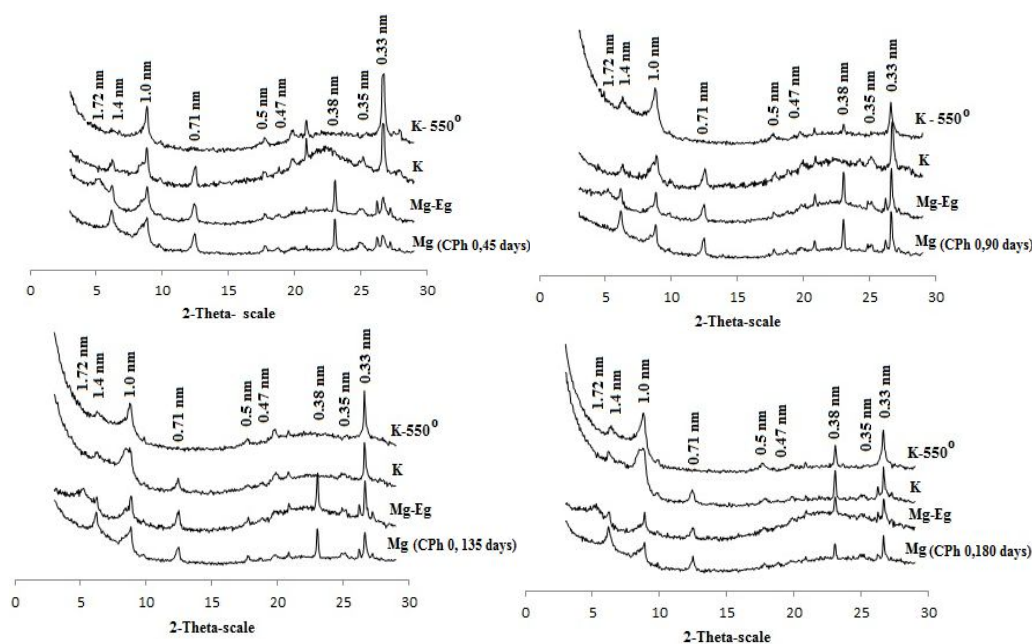 1.72 nm
1.4 nm
1.0 nm
0.71 nm
0.5 nm
0.47 nm
0.38 nm
0.35 nm
0.33 nm
K- 550°
K
Mg-Eg
Mg (CPh 0,45 days)
0 5 10 15 20 25 30
2-Theta- scale
1.72 nm
1.4 nm
1.0 nm
0.71 nm
0.5 nm
0.47 nm
0.38 nm
0.35 nm
0.33 nm
K - 550°
K
Mg-Eg
Mg (CPh 0,90 days)
0 5 10 15 20 25 30
2-Theta-scale
1.72 nm
1.4 nm
1.0 nm
0.71 nm
0.5 nm
0.47 nm
0.38 nm
0.35 nm
0.33 nm
K-550°
K
Mg-Eg
Mg (CPh 0, 135 days)
0 5 10 15 20 25 30
2-Theta-scale
1.72 nm
1.4 nm
1.0 nm
0.71 nm
0.5 nm
0.47 nm
0.38 nm
0.35 nm
0.33 nm
K-550°
K
Mg-Eg
Mg (CPh 0,180 days)
0 5 10 15 20 25 30
2-Theta-scale